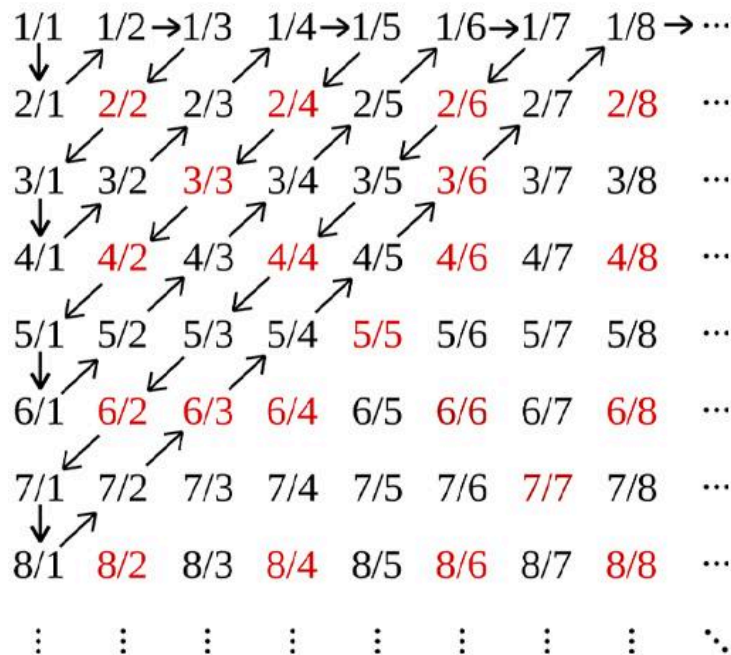 1/1 1/2 → 1/3 1/4 → 1/5 1/6 → 1/7 1/8 → ⋯
2/1 2/2 2/3 2/4 2/5 2/6 2/7 2/8 ⋯
3/1 3/2 3/3 3/4 3/5 3/6 3/7 3/8 ⋯
4/1 4/2 4/3 4/4 4/5 4/6 4/7 4/8 ⋯
5/1 5/2 5/3 5/4 5/5 5/6 5/7 5/8 ⋯
6/1 6/2 6/3 6/4 6/5 6/6 6/7 6/8 ⋯
7/1 7/2 7/3 7/4 7/5 7/6 7/7 7/8 ⋯
8/1 8/2 8/3 8/4 8/5 8/6 8/7 8/8 ⋯
⋮ ⋮ ⋮ ⋮ ⋮ ⋮ ⋮ ⋮ ⋱